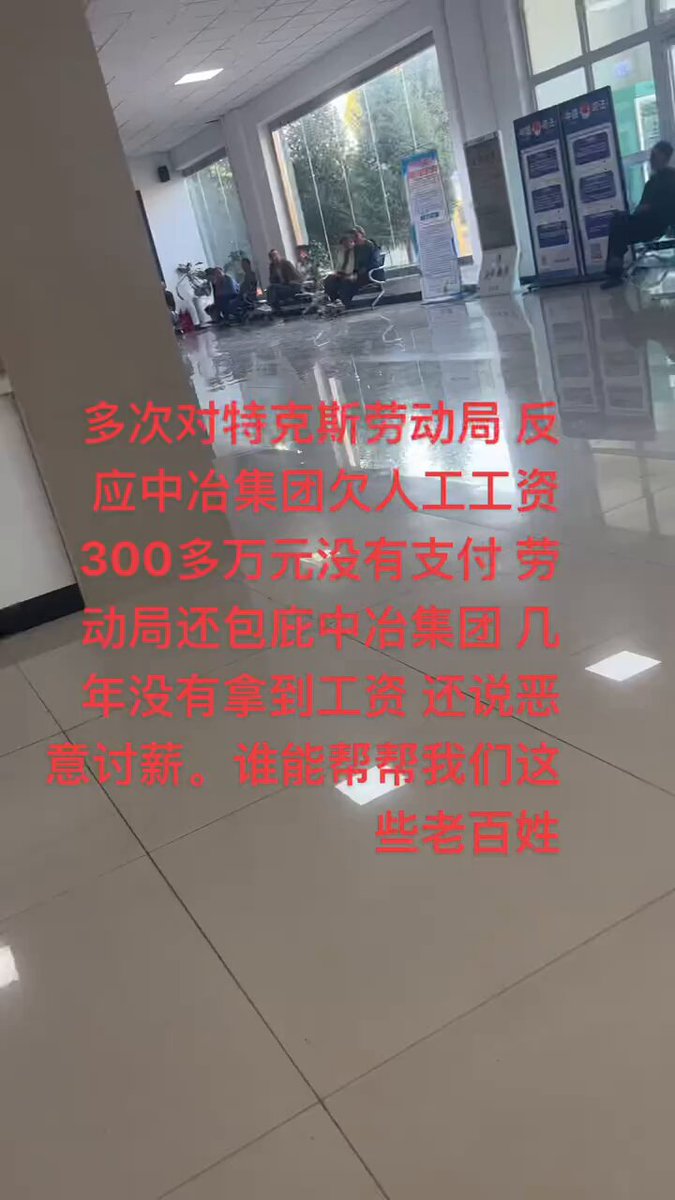 多次对特克斯劳动局 反
应中冶集团欠人工工资
300多万元没有支付 劳
动局还包庇中冶集团 几
年没有拿到工资 还说恶
意讨薪。谁能帮帮我们这
些老百姓